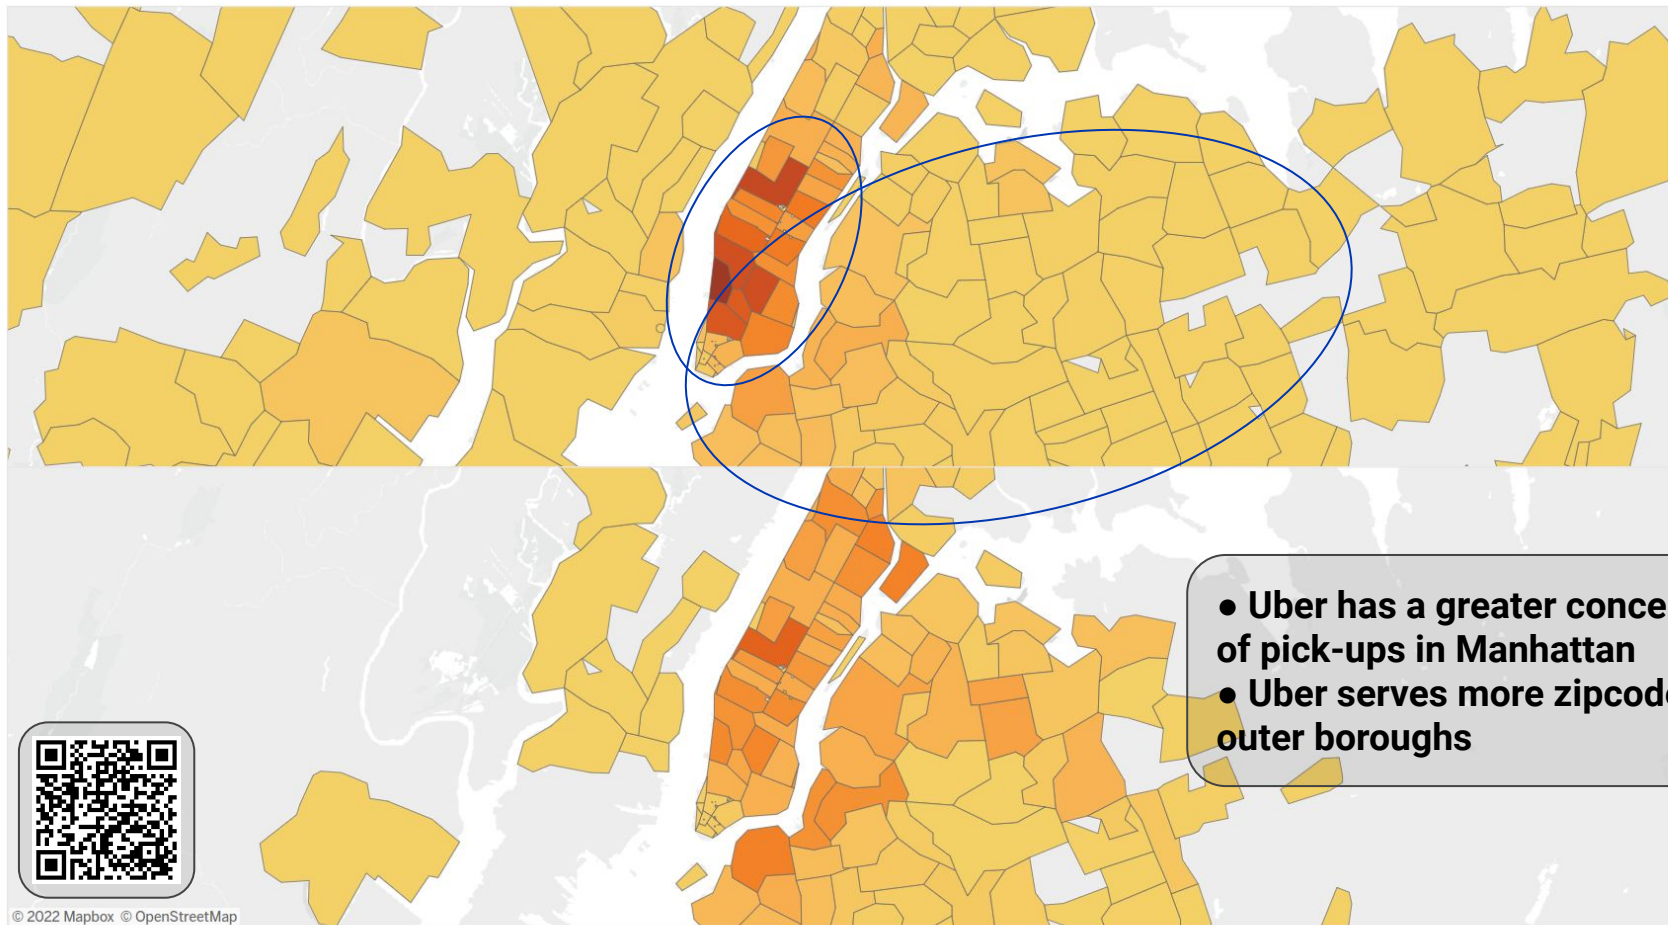 ● Uber has a greater conce
of pick-ups in Manhattan
● Uber serves more zipcod
outer boroughs
© 2022 Mapbox © OpenStreetMap